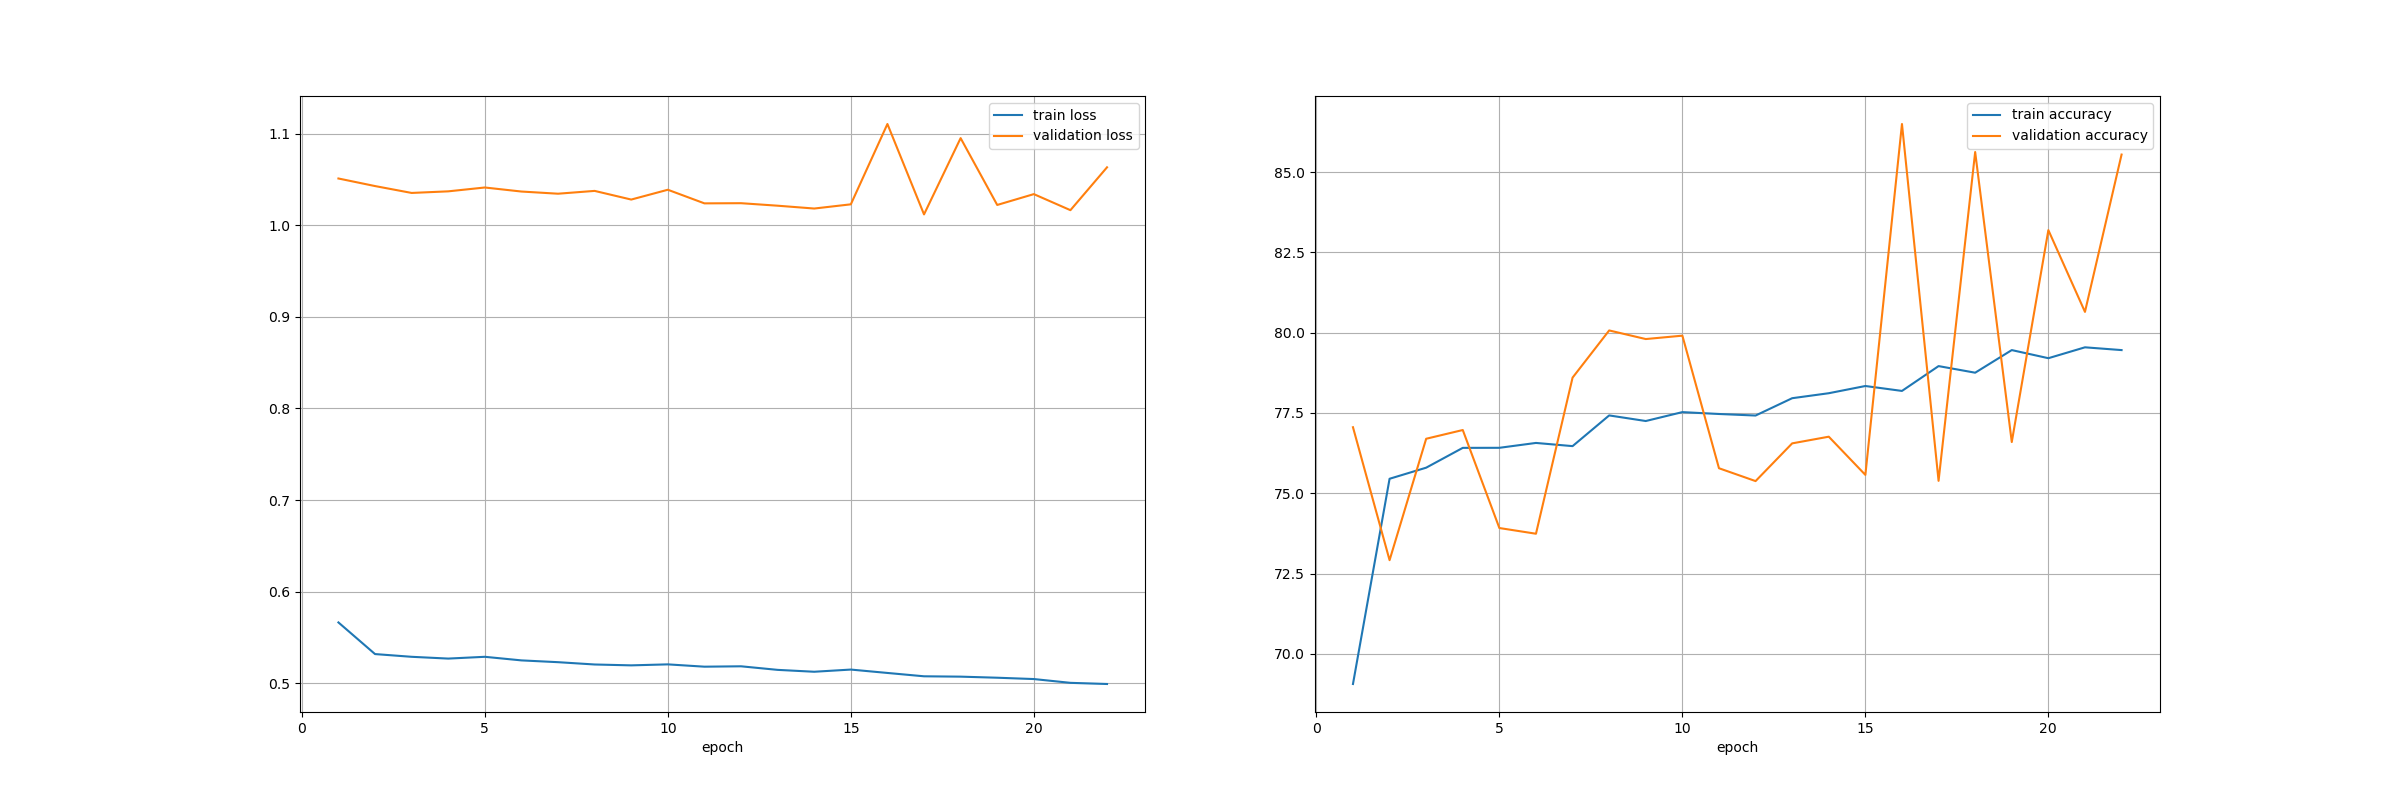 train loss
validation loss
1.1
1.0
0.9
0.8
0.7
0.6
0.5
0 5 10 15 20
epoch
train accuracy
validation accuracy
85.0
82.5
80.0
77.5
75.0
72.5
70.0
0 5 10 15 20
epoch